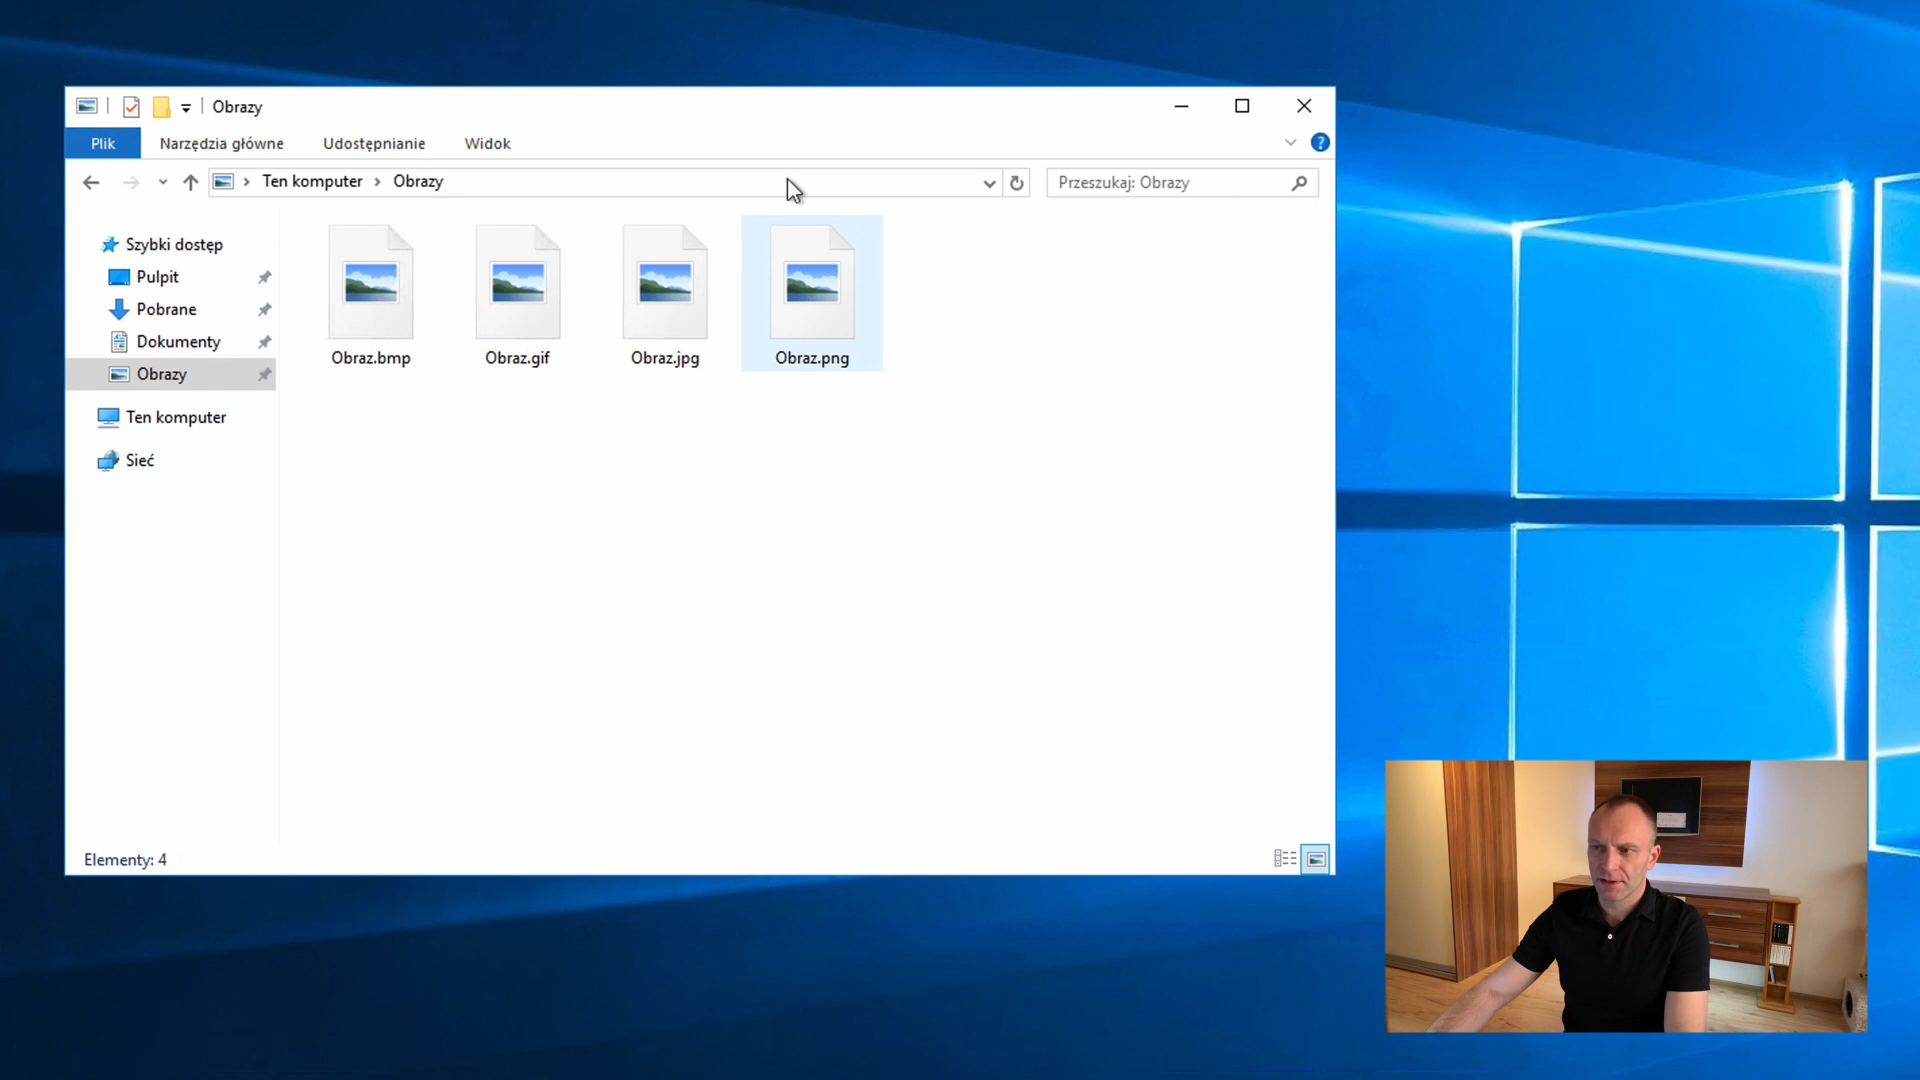 Obrazy
Plik Narzędzia główne Udostępnianie Widok ?
Ten komputer Obrazy Przeszukaj: Obrazy
Szybki dostęp
Pulpit
Pobrane
Dokumenty
Obrazy
Ten komputer
Sieć
Obraz.bmp Obraz.gif Obraz.jpg Obraz.png
Elementy: 4